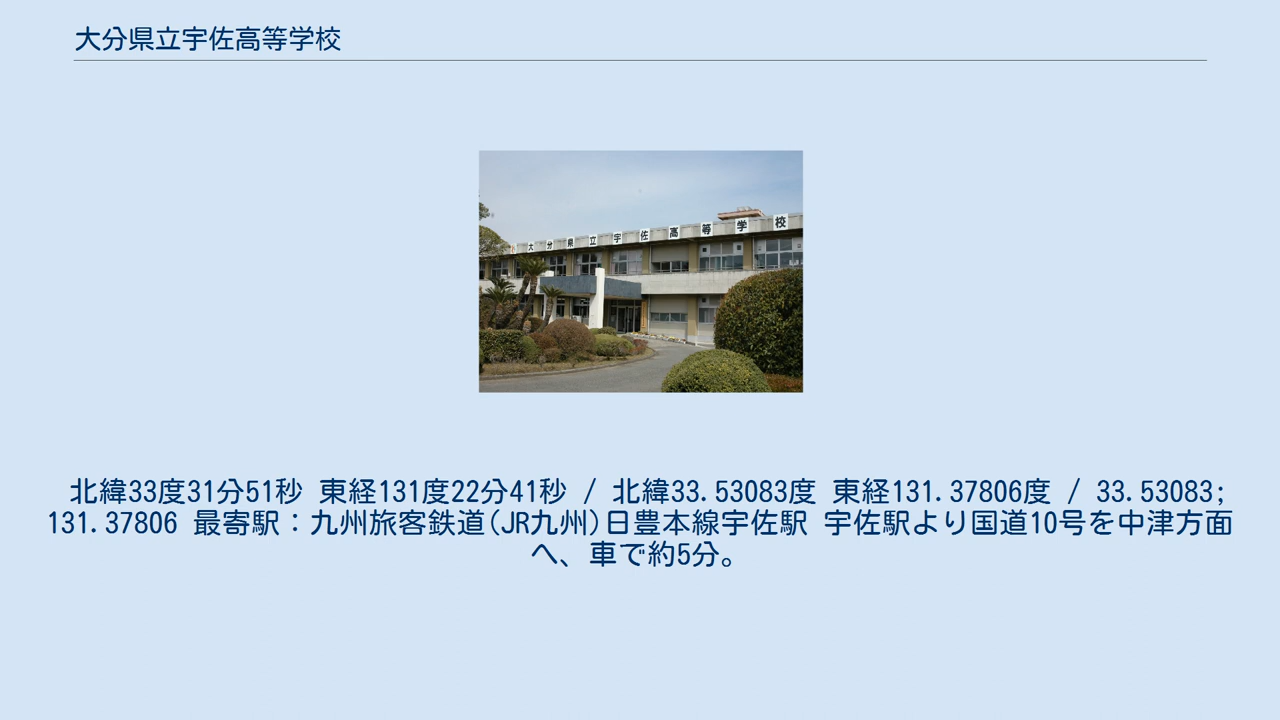 大分県立宇佐高等学校
大分県立宇佐高等学校
北緯33度31分51秒 東経131度22分41秒 / 北緯33.53083度 東経131.37806度 / 33.53083;
131.37806 最寄駅：九州旅客鉄道(JR九州)日豊本線宇佐駅 宇佐駅より国道10号を中津方面
へ、車で約5分。